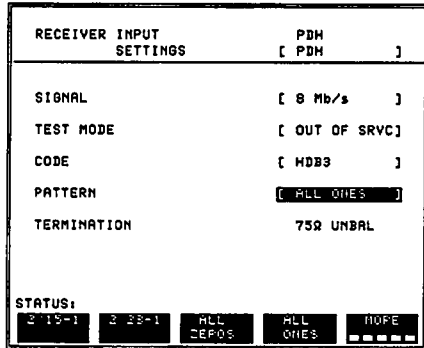 RECEIVER INPUT PDH
SETTINGS [ PDH ]
SIGNAL [ 8 Mb/s ]
TEST MODE [ OUT OF SRVC]
CODE [ HDB3 ]
PATTERN [ ALL ONES ]
TERMINATION 75Ω UNBAL
STATUS:
2^15-1 2^23-1 ALL ZEROS ALL ONES MORE